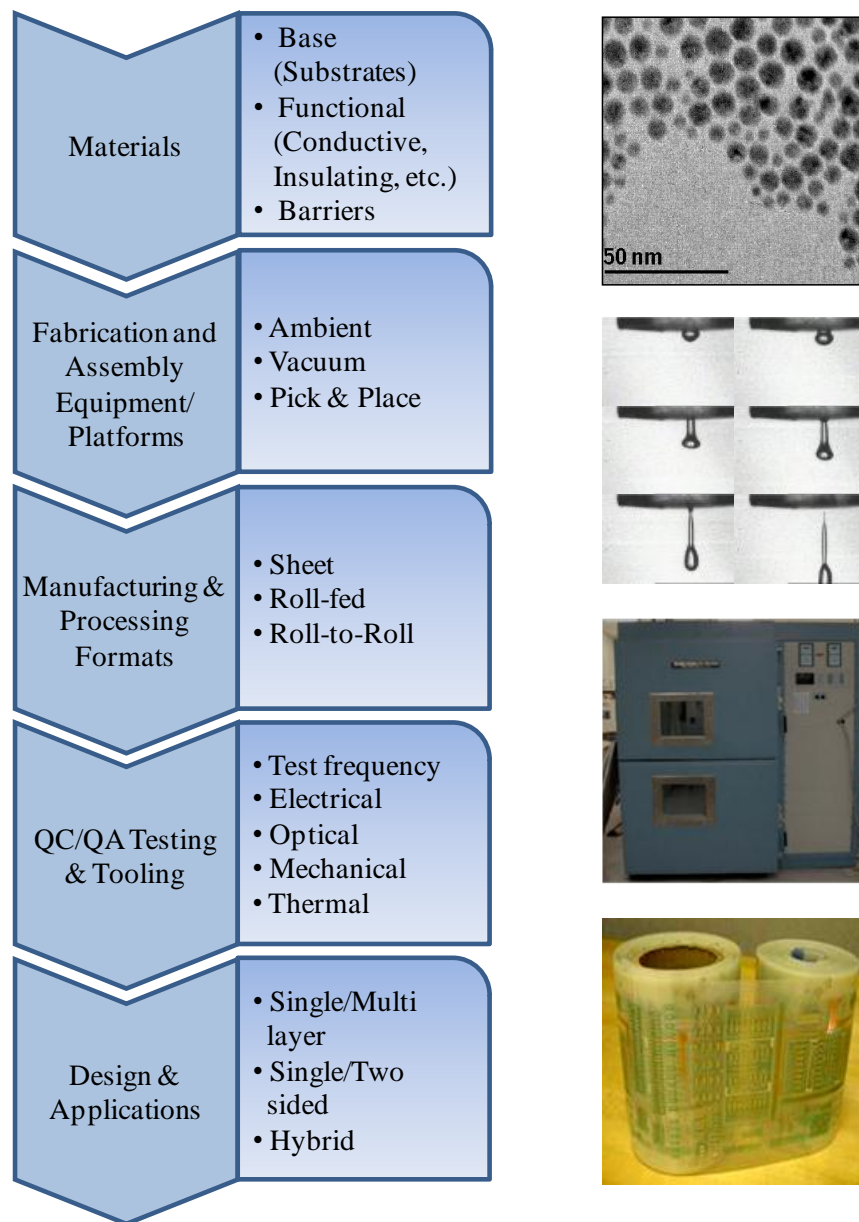 Materials
• Base
(Substrates)
• Functional
(Conductive,
Insulating, etc.)
• Barriers
50 nm
Fabrication and
Assembly
Equipment/
Platforms
• Ambient
• Vacuum
• Pick & Place
Manufacturing &
Processing
Formats
• Sheet
• Roll-fed
• Roll-to-Roll
QC/QA Testing
& Tooling
• Test frequency
• Electrical
• Optical
• Mechanical
• Thermal
Design &
Applications
• Single/Multi
layer
• Single/Two
sided
• Hybrid